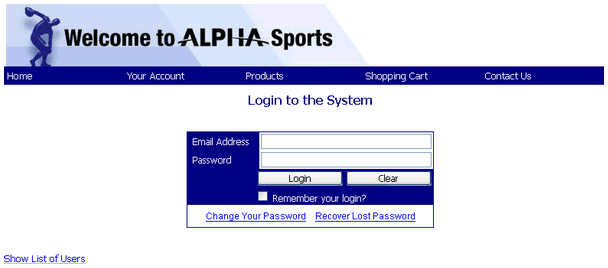 Welcome to ALPHA Sports
Home Your Account Products Shopping Cart Contact Us
Login to the System
Email Address
Password
Login Clear
Remember your login?
Change Your Password Recover Lost Password
Show List of Users